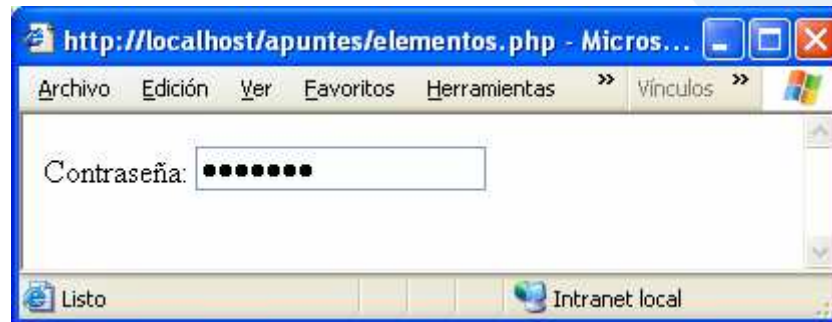 http://localhost/apuntes/elementos.php - Micros...
Archivo Edición Ver Favoritos Herramientas » Vínculos »
Contraseña: •••••••
Listo Intranet local